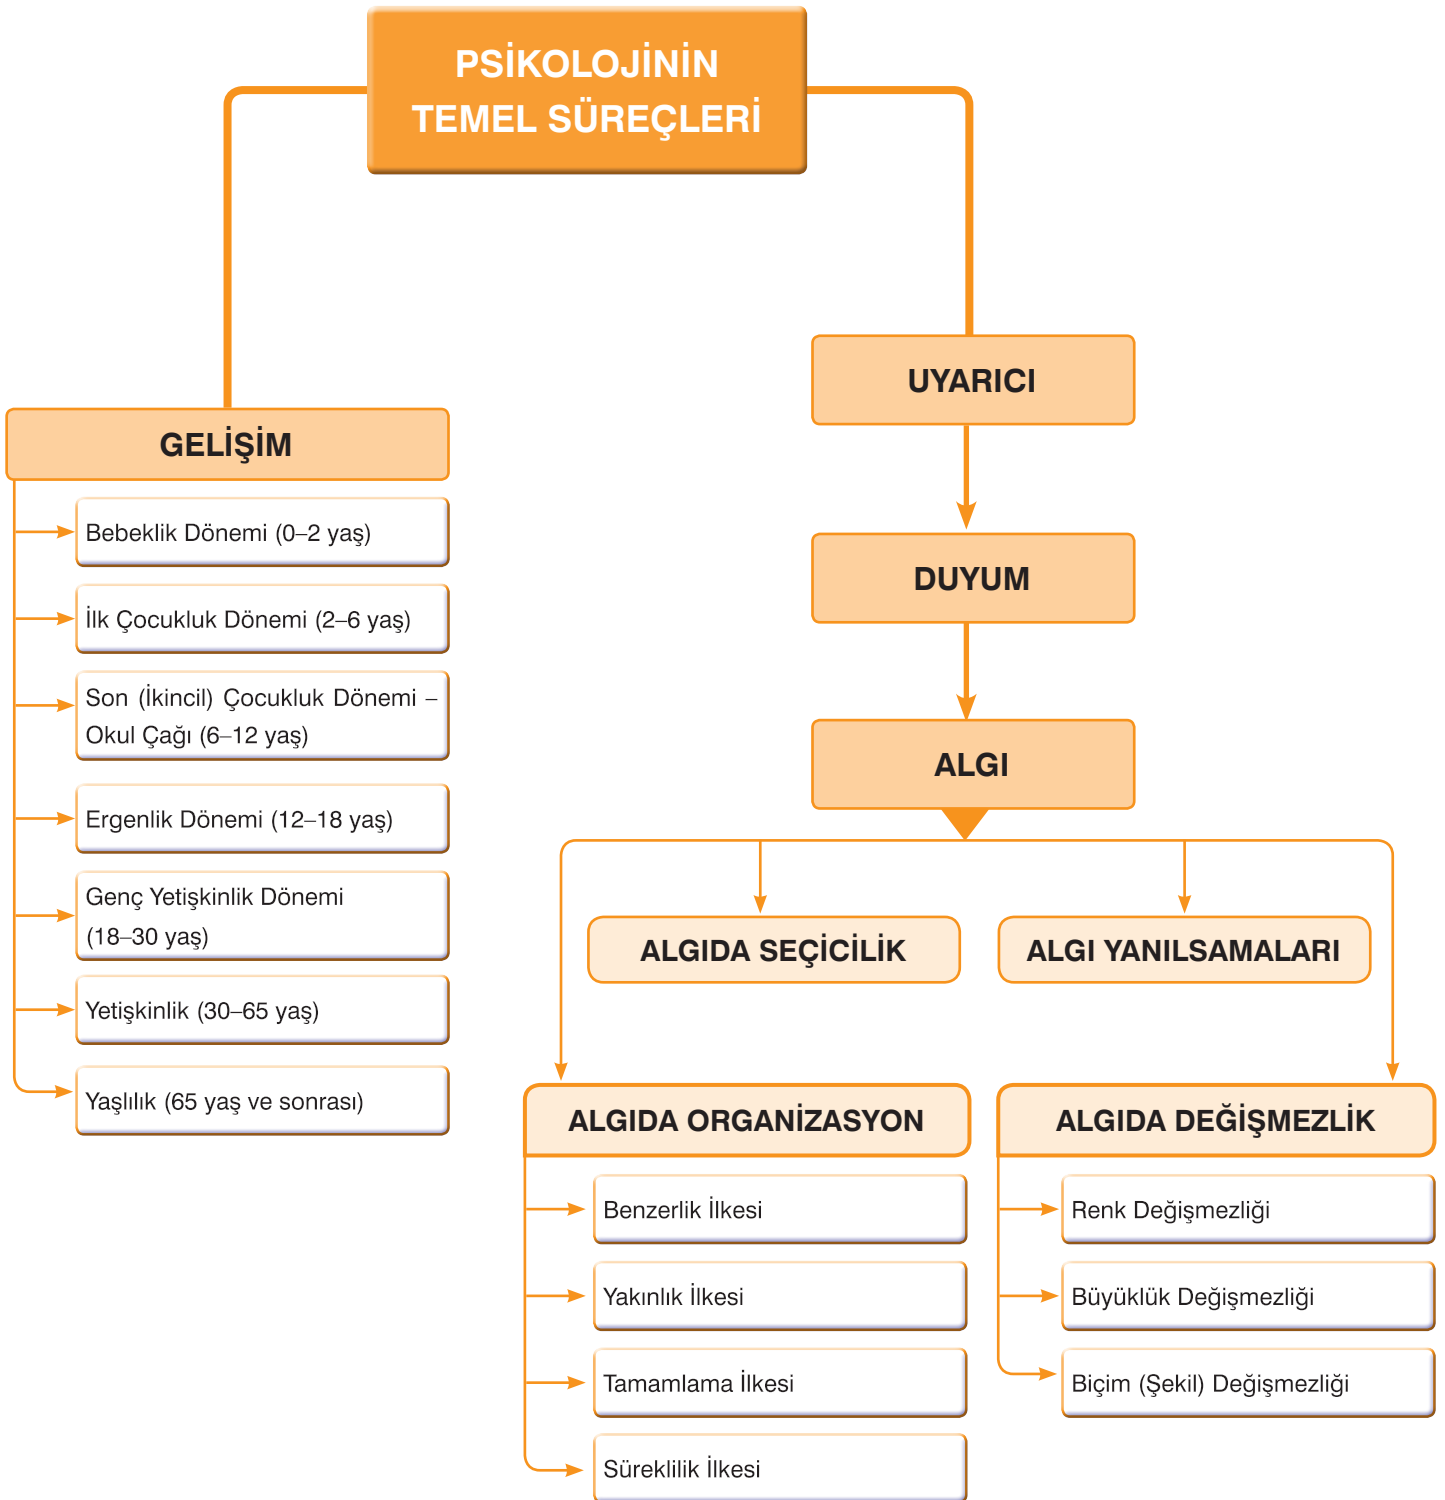 PSİKOLOJİNİN
TEMEL SÜREÇLERİ
GELİŞİM
Bebeklik Dönemi (0–2 yaş)
İlk Çocukluk Dönemi (2–6 yaş)
Son (İkincil) Çocukluk Dönemi –
Okul Çağı (6–12 yaş)
Ergenlik Dönemi (12–18 yaş)
Genç Yetişkinlik Dönemi
(18–30 yaş)
Yetişkinlik (30–65 yaş)
Yaşlılık (65 yaş ve sonrası)
UYARICI
DUYUM
ALGI
ALGIDA SEÇİCİLİK
ALGI YANILSAMALARI
ALGIDA ORGANİZASYON
Benzerlik İlkesi
Yakınlık İlkesi
Tamamlama İlkesi
Süreklilik İlkesi
ALGIDA DEĞİŞMEZLİK
Renk Değişmezliği
Büyüklük Değişmezliği
Biçim (Şekil) Değişmezliği